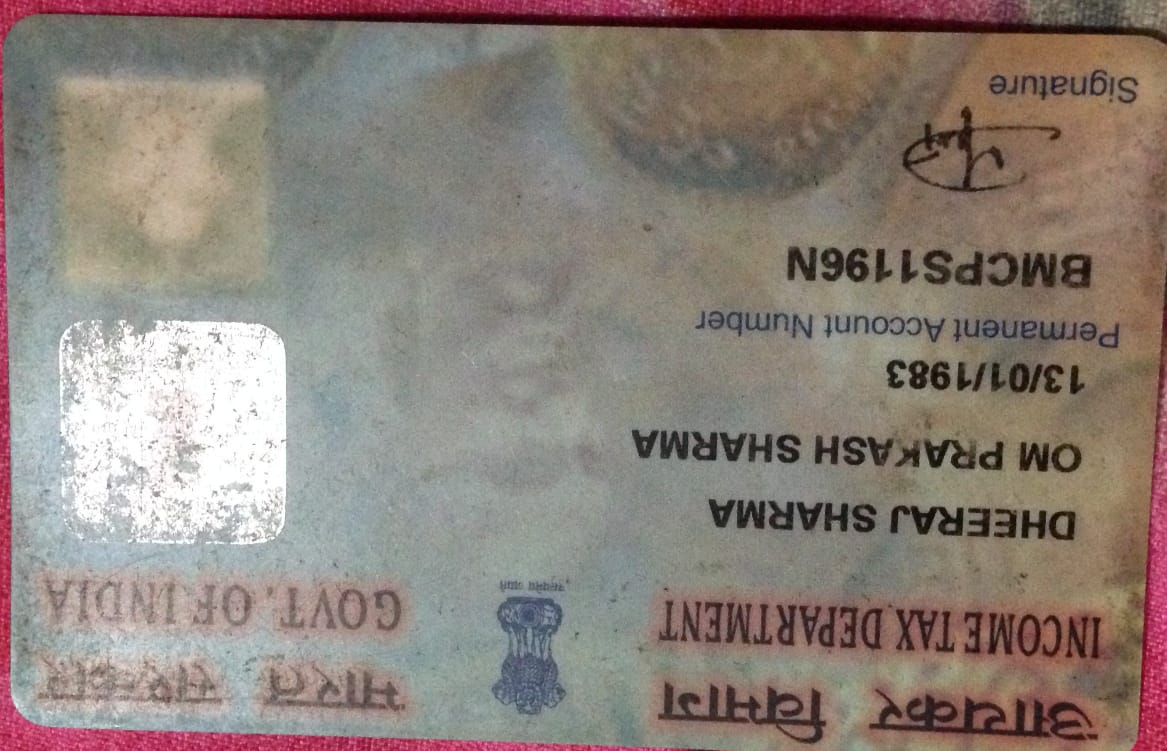 आयकर विभाग
INCOME TAX DEPARTMENT
भारत सरकार
GOVT. OF INDIA
DHEERAJ SHARMA
OM PRAKASH SHARMA
13/01/1983
Permanent Account Number
BMCPS1196N
Signature